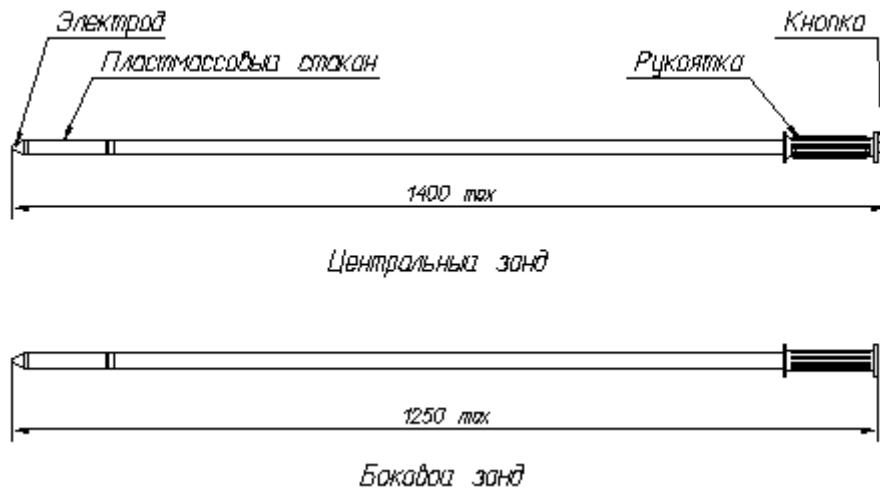 Электрод
Кнопка
Пластмассовый стакан
Рукоятка
1400 max
Центральный зонд
1250 max
Боковой зонд